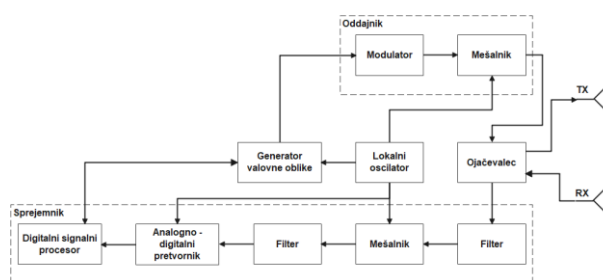 Oddajnik
Modulator
Mešalnik
TX
Generator
valovne oblike
Lokalni
oscilator
Ojačevalec
RX
Sprejemnik
Digitalni signalni
procesor
Analogno -
digitalni
pretvornik
Filter
Mešalnik
Filter